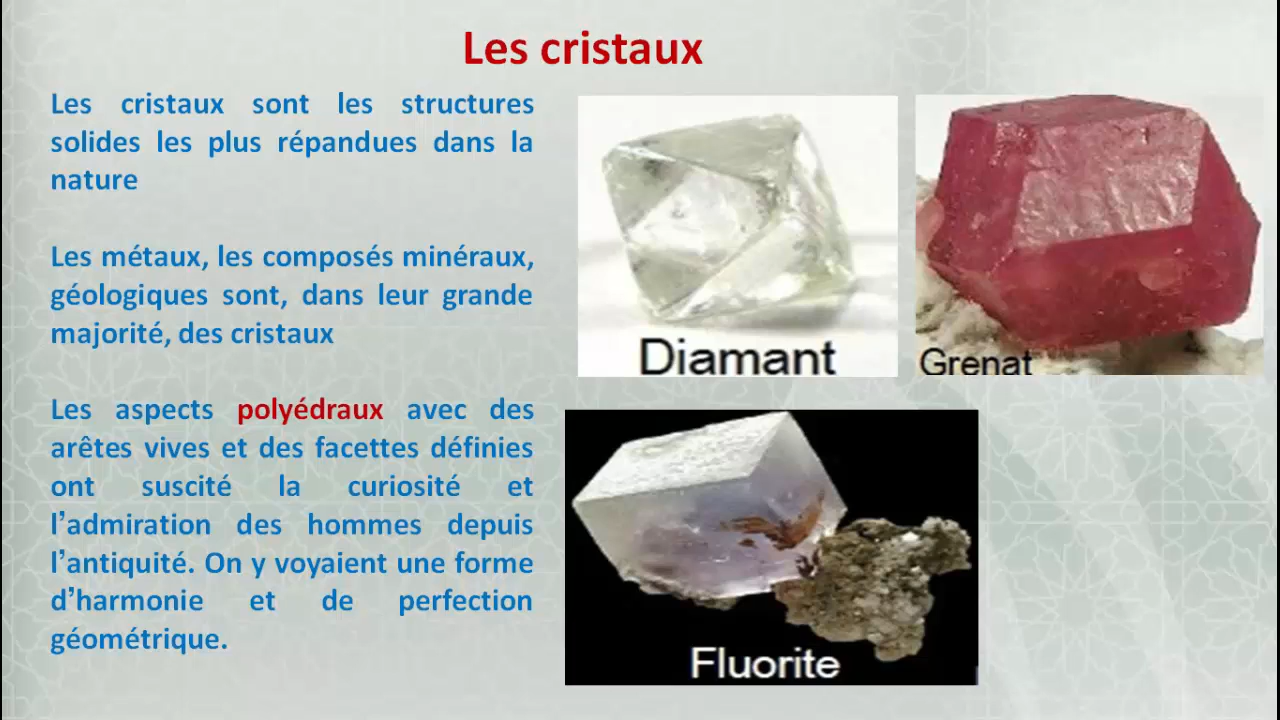 Les cristaux
Les cristaux sont les structures
solides les plus répandues dans la
nature
Les métaux, les composés minéraux,
géologiques sont, dans leur grande
majorité, des cristaux
Les aspects polyédraux avec des
arêtes vives et des facettes définies
ont suscité la curiosité et
l’admiration des hommes depuis
l’antiquité. On y voyaient une forme
d’harmonie et de perfection
géométrique.
Diamant
Grenat
Fluorite